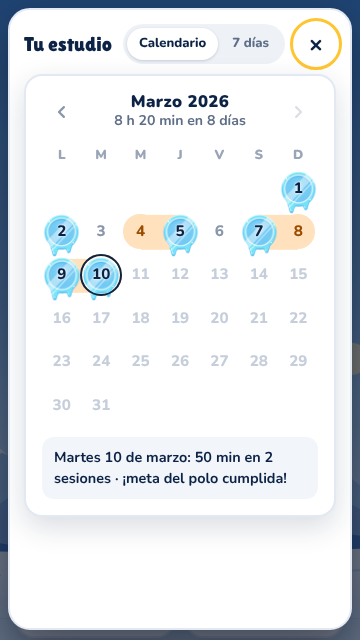 Tu estudio Calendario 7 días ×
‹ Marzo 2026 ›
8 h 20 min en 8 días
L M M J V S D
1
2 3 4 5 6 7 8
9 10 11 12 13 14 15
16 17 18 19 20 21 22
23 24 25 26 27 28 29
30 31
Martes 10 de marzo: 50 min en 2
sesiones · ¡meta del polo cumplida!